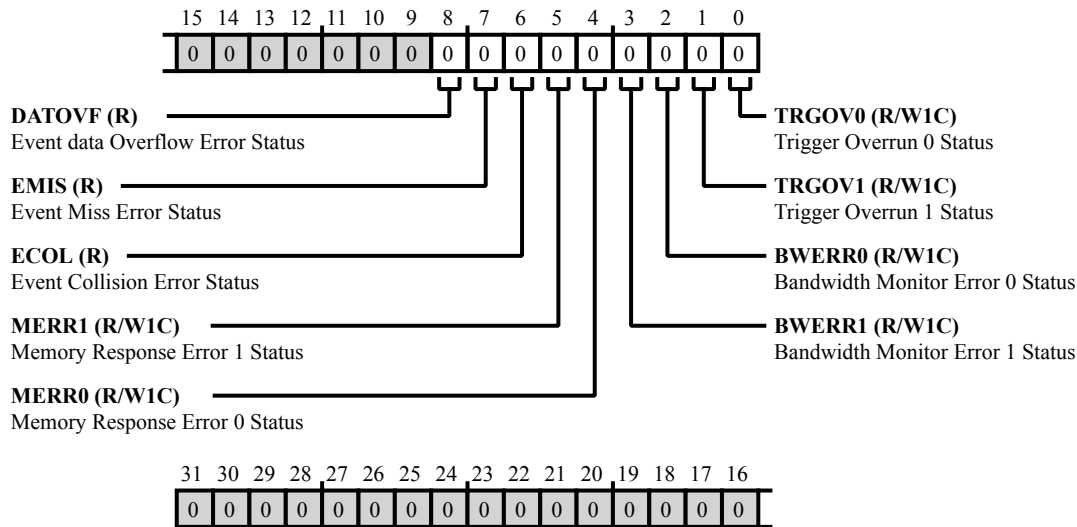 15 14 13 12 11 10 9 8 7 6 5 4 3 2 1 0
0 0 0 0 0 0 0 0 0 0 0 0 0 0 0 0
DATOVF (R)
Event data Overflow Error Status
EMIS (R)
Event Miss Error Status
ECOL (R)
Event Collision Error Status
MERR1 (R/W1C)
Memory Response Error 1 Status
MERR0 (R/W1C)
Memory Response Error 0 Status
TRGOV0 (R/W1C)
Trigger Overrun 0 Status
TRGOV1 (R/W1C)
Trigger Overrun 1 Status
BWERR0 (R/W1C)
Bandwidth Monitor Error 0 Status
BWERR1 (R/W1C)
Bandwidth Monitor Error 1 Status
31 30 29 28 27 26 25 24 23 22 21 20 19 18 17 16
0 0 0 0 0 0 0 0 0 0 0 0 0 0 0 0